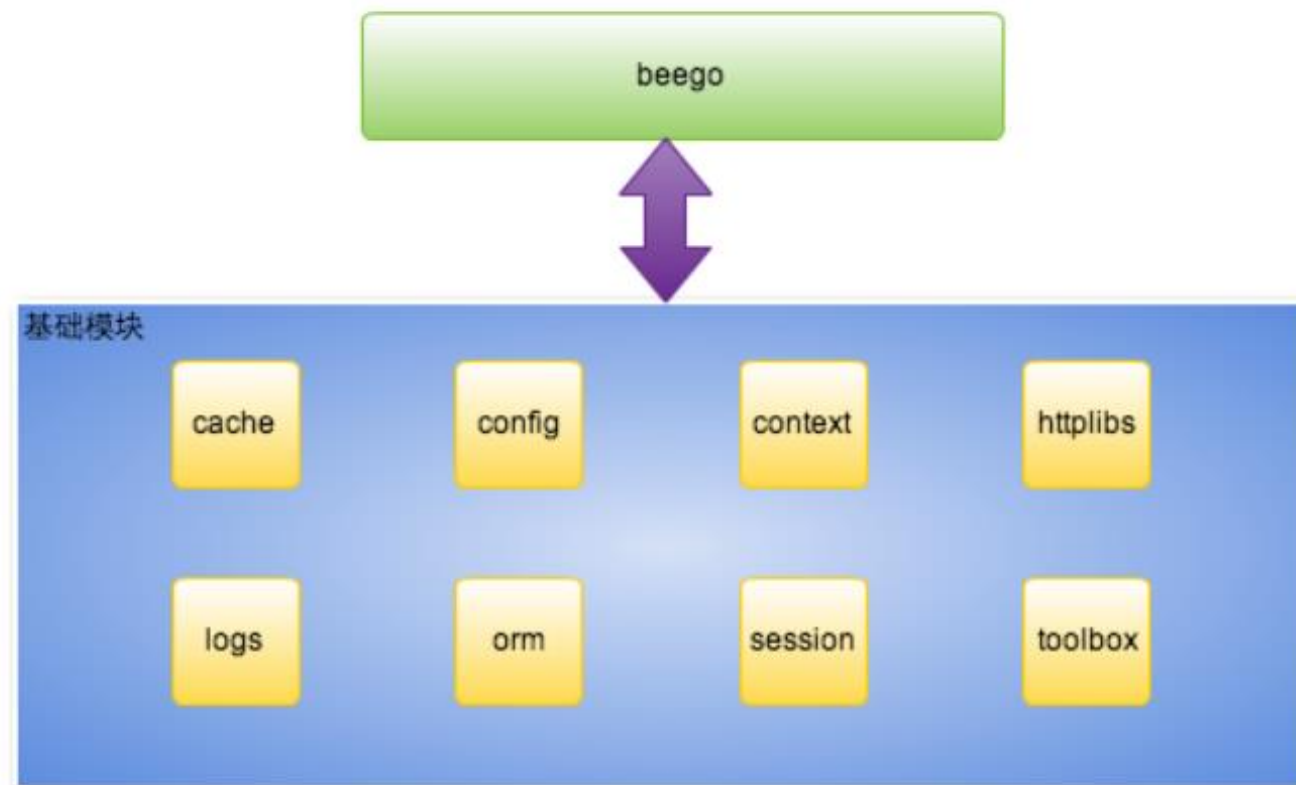 beego
基础模块
cache
config
context
httplibs
logs
orm
session
toolbox